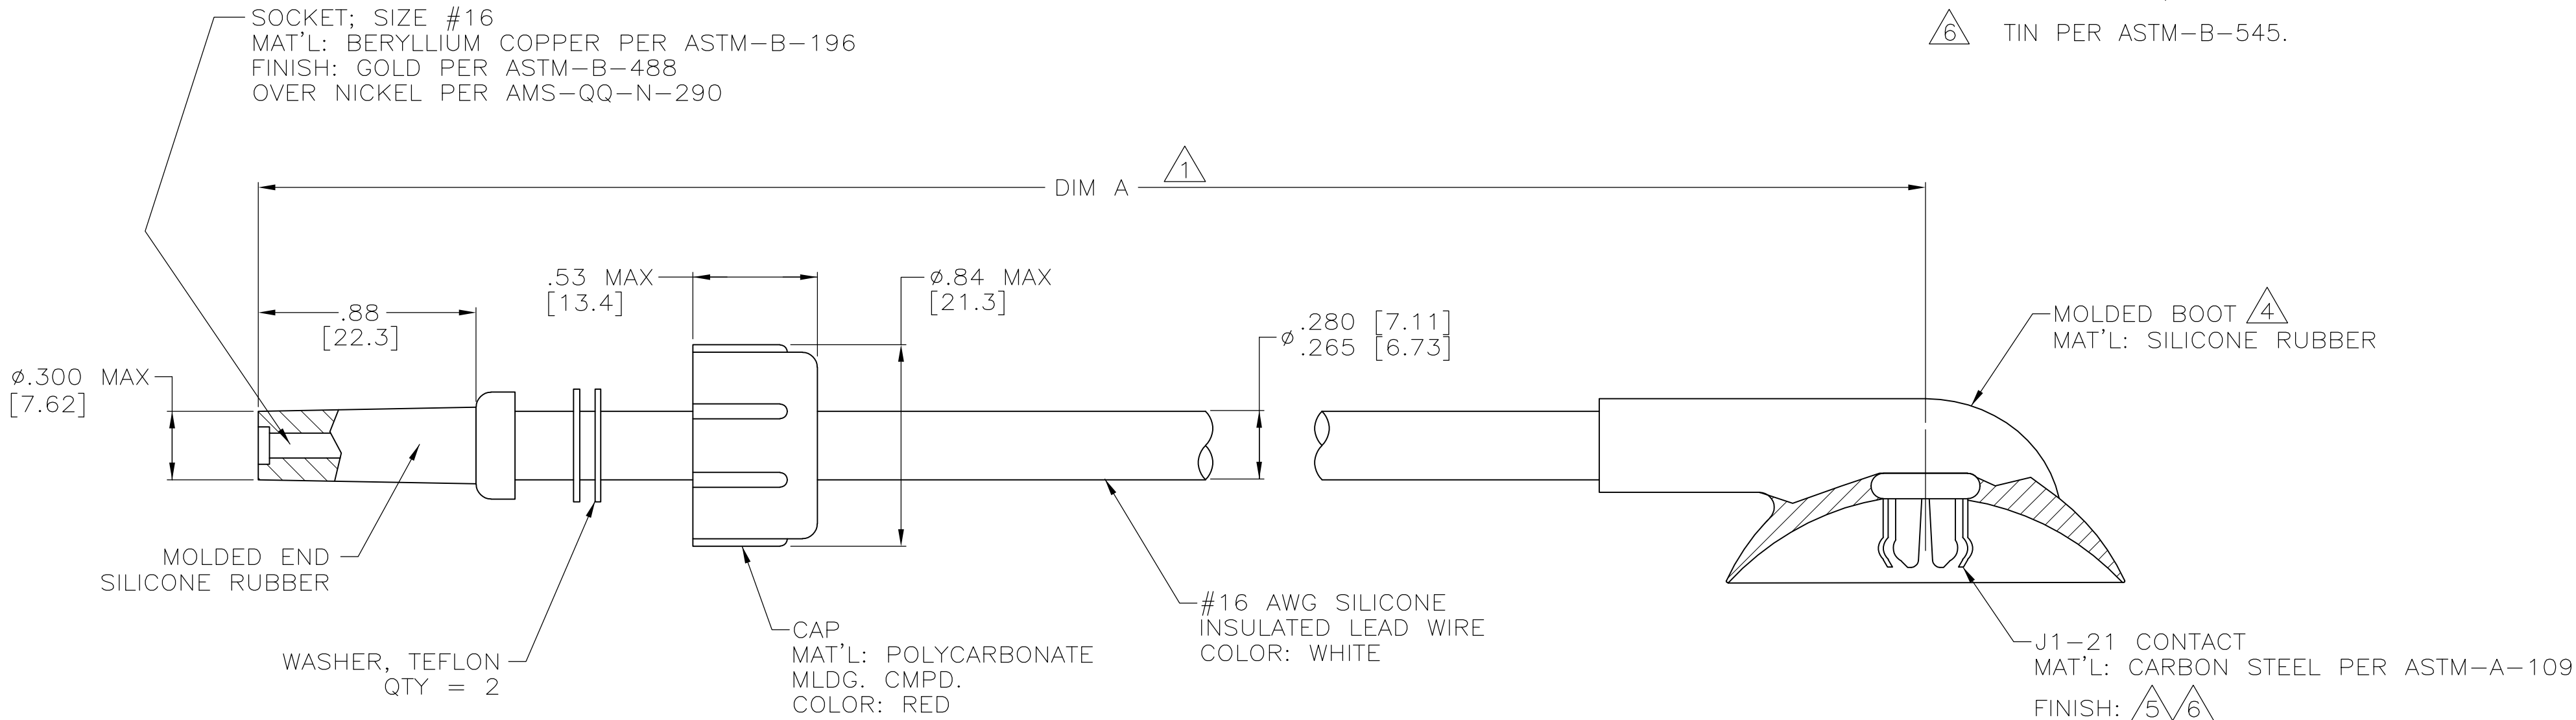 SOCKET; SIZE #16
MAT'L: BERYLLIUM COPPER PER ASTM-B-196
FINISH: GOLD PER ASTM-B-488
OVER NICKEL PER AMS-QQ-N-290
6 TIN PER ASTM-B-545.
DIM A 1
.53 MAX
[13.4]
⌀.84 MAX
[21.3]
.88
[22.3]
⌀.300 MAX
[7.62]
⌀ .280 [7.11]
.265 [6.73]
MOLDED BOOT 4
MAT'L: SILICONE RUBBER
MOLDED END
SILICONE RUBBER
WASHER, TEFLON
QTY = 2
CAP
MAT'L: POLYCARBONATE
MLDG. CMPD.
COLOR: RED
#16 AWG SILICONE
INSULATED LEAD WIRE
COLOR: WHITE
J1-21 CONTACT
MAT'L: CARBON STEEL PER ASTM-A-109
FINISH: 5 6